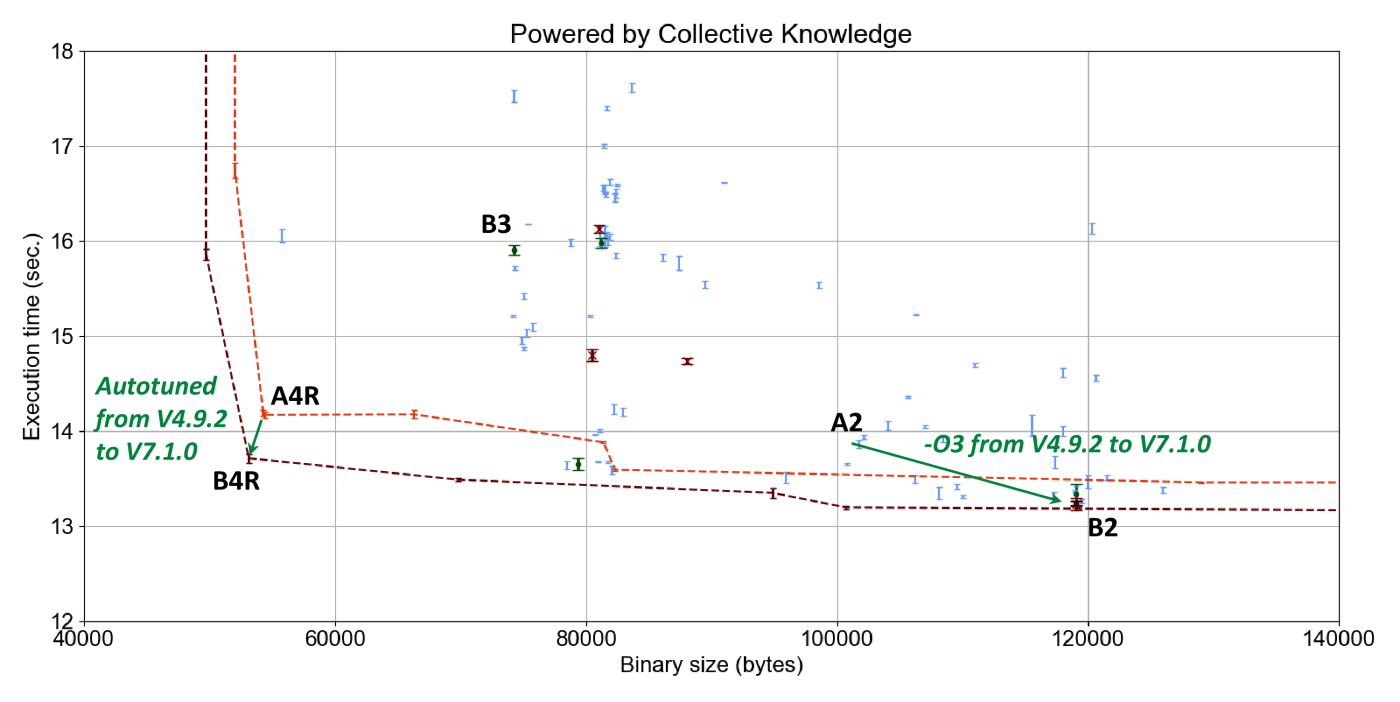 Powered by Collective Knowledge
18
17
16
15
14
13
12
Execution time (sec.)
B3
Autotuned
from V4.9.2
to V7.1.0
A4R
B4R
A2
-O3 from V4.9.2 to V7.1.0
B2
40000
60000
80000
100000
120000
140000
Binary size (bytes)